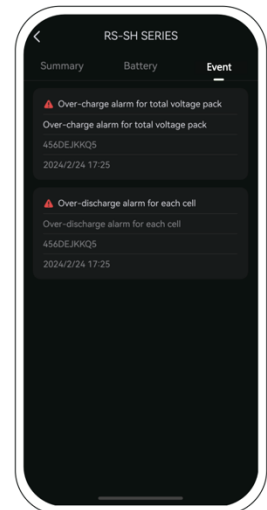 RS-SH SERIES
Summary Battery Event
Over-charge alarm for total voltage pack
Over-charge alarm for total voltage pack
456DEJKKQ5
2024/2/24 17:25
Over-discharge alarm for each cell
Over-discharge alarm for each cell
456DEJKKQ5
2024/2/24 17:25